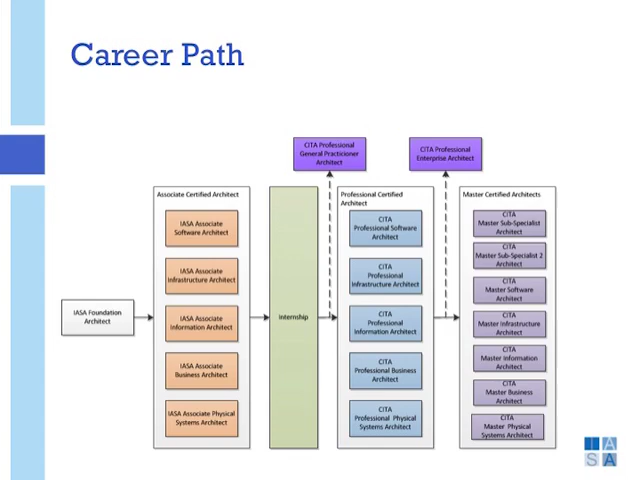 Career Path
CITA Professional
General Practicioner
Architect
CITA Professional
Enterprise Architect
Associate Certified Architect
Professional Certified
Architect
Master Certified Architects
IASA Associate
Software Architect
IASA Associate
Infrastructure Architect
IASA Associate
Information Architect
IASA Associate
Business Architect
IASA Associate Physical
Systems Architect
IASA Foundation
Architect
Internship
CITA
Professional Software
Architect
CITA
Professional
Infrastructure Architect
CITA
Professional
Information Architect
CITA
Professional Business
Architect
CITA
Professional Physical
Systems Architect
CITA
Master Sub-Specialist
Architect
CITA
Master Sub-Specialist 2
Architect
CITA
Master Software
Architect
CITA
Master Infrastructure
Architect
CITA
Master Information
Architect
CITA
Master Business
Architect
CITA
Master Physical
Systems Architect
I A
S A